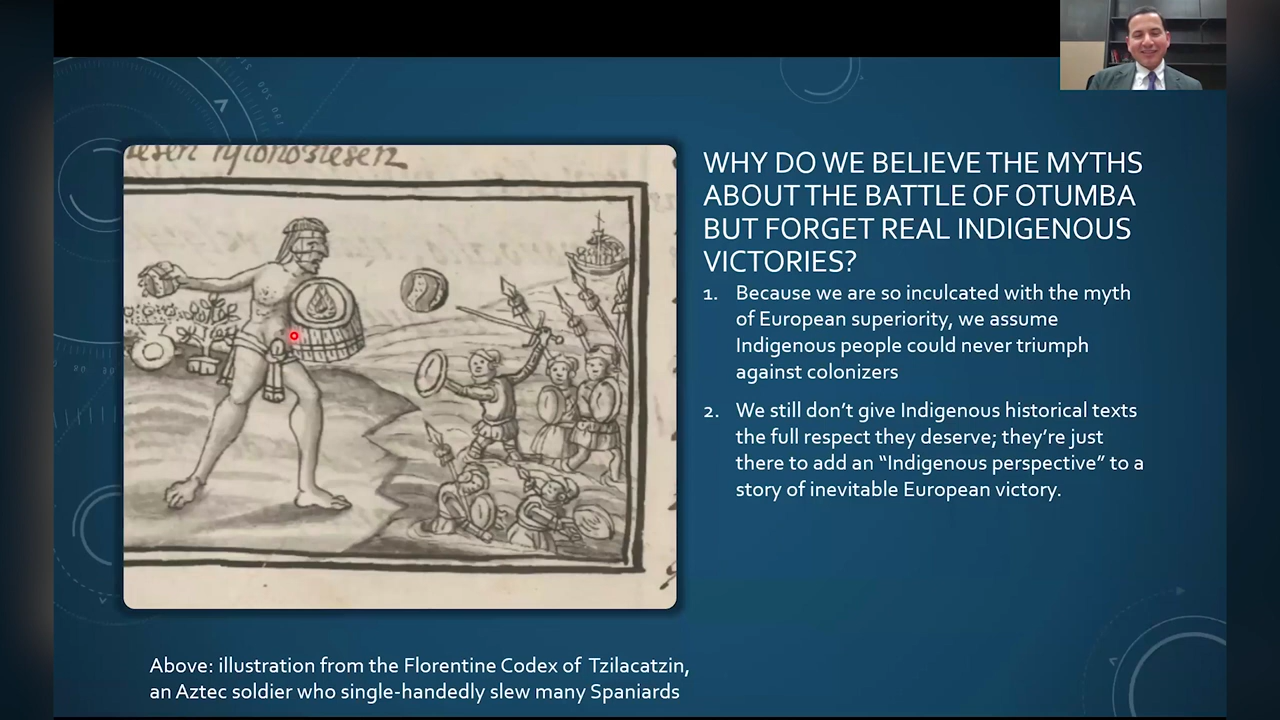 WHY DO WE BELIEVE THE MYTHS
ABOUT THE BATTLE OF OTUMBA
BUT FORGET REAL INDIGENOUS
VICTORIES?
1. Because we are so inculcated with the myth
of European superiority, we assume
Indigenous people could never triumph
against colonizers
2. We still don’t give Indigenous historical texts
the full respect they deserve; they’re just
there to add an “Indigenous perspective” to a
story of inevitable European victory.
Above: illustration from the Florentine Codex of Tzilacatzin,
an Aztec soldier who single-handedly slew many Spaniards